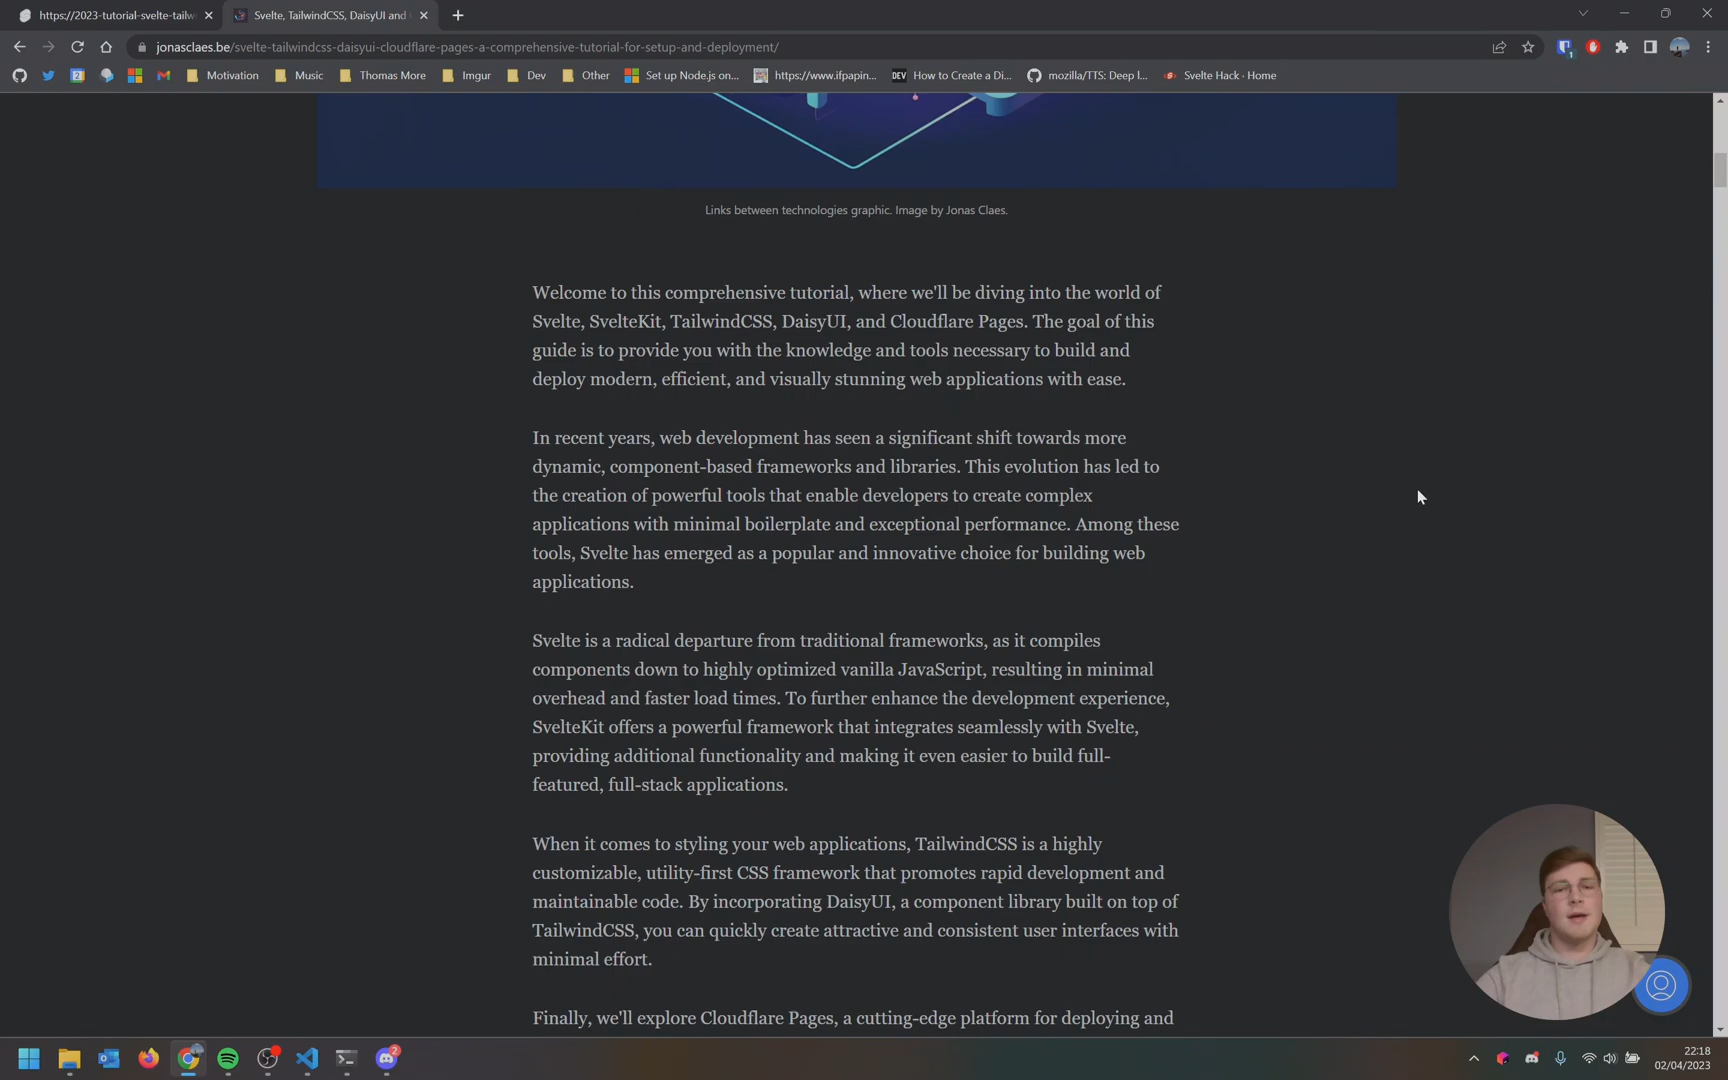 https://2023-tutorial-svelte-tailw
Svelte, TailwindCSS, DaisyUI and
jonasclaes.be/svelte-tailwindcss-daisyui-cloudflare-pages-a-comprehensive-tutorial-for-setup-and-deployment/
Motivation
Music
Thomas More
Imgur
Dev
Other
Set up Node.js on...
https://www.ifpapin...
DEV How to Create a Di...
mozilla/TTS: Deep l...
Svelte Hack · Home
Links between technologies graphic. Image by Jonas Claes.
Welcome to this comprehensive tutorial, where we'll be diving into the world of
Svelte, SvelteKit, TailwindCSS, DaisyUI, and Cloudflare Pages. The goal of this
guide is to provide you with the knowledge and tools necessary to build and
deploy modern, efficient, and visually stunning web applications with ease.
In recent years, web development has seen a significant shift towards more
dynamic, component-based frameworks and libraries. This evolution has led to
the creation of powerful tools that enable developers to create complex
applications with minimal boilerplate and exceptional performance. Among these
tools, Svelte has emerged as a popular and innovative choice for building web
applications.
Svelte is a radical departure from traditional frameworks, as it compiles
components down to highly optimized vanilla JavaScript, resulting in minimal
overhead and faster load times. To further enhance the development experience,
SvelteKit offers a powerful framework that integrates seamlessly with Svelte,
providing additional functionality and making it even easier to build full-
featured, full-stack applications.
When it comes to styling your web applications, TailwindCSS is a highly
customizable, utility-first CSS framework that promotes rapid development and
maintainable code. By incorporating DaisyUI, a component library built on top of
TailwindCSS, you can quickly create attractive and consistent user interfaces with
minimal effort.
Finally, we'll explore Cloudflare Pages, a cutting-edge platform for deploying and
2
22:18
02/04/2023